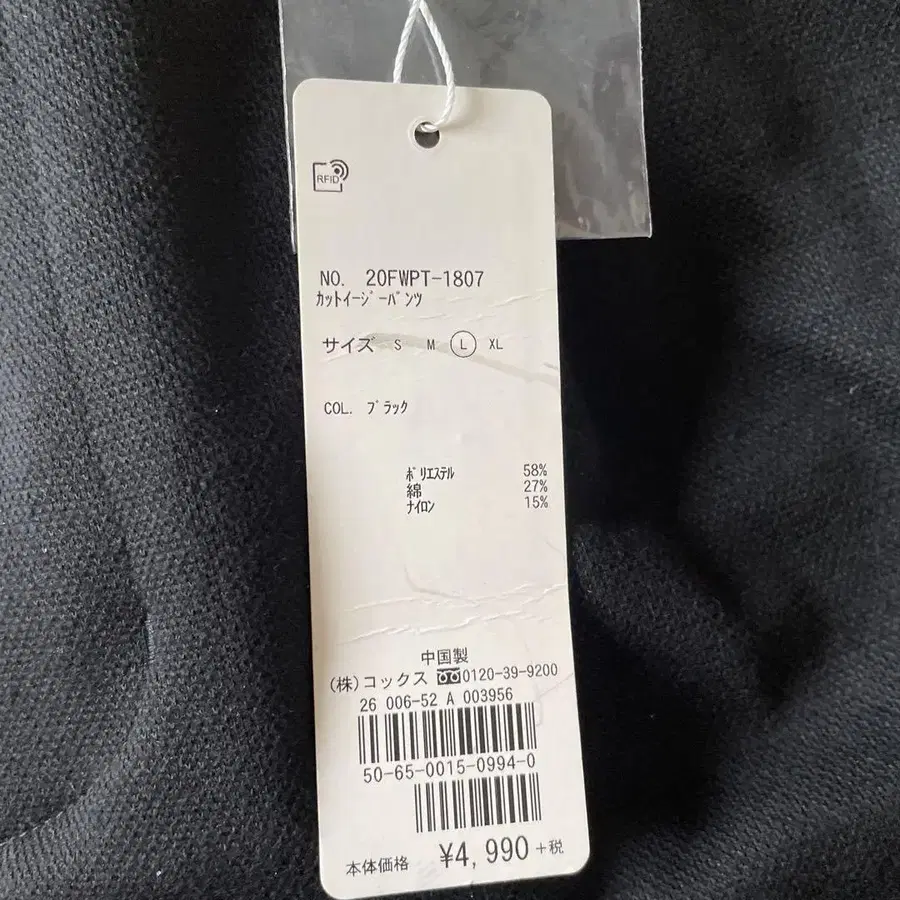 RFID
NO. 20FWPT-1807
ｶｯﾄｲｰｼﾞｰﾊﾟﾝﾂ
サイズ S M L XL
COL. ﾌﾞﾗｯｸ
ﾎﾟﾘｴｽﾃﾙ 58%
綿 27%
ﾅｲﾛﾝ 15%
中国製
(株)コックス 0120-39-9200
26 006-52 A 003956
50-65-0015-0994-0
本体価格 ¥4,990 +税